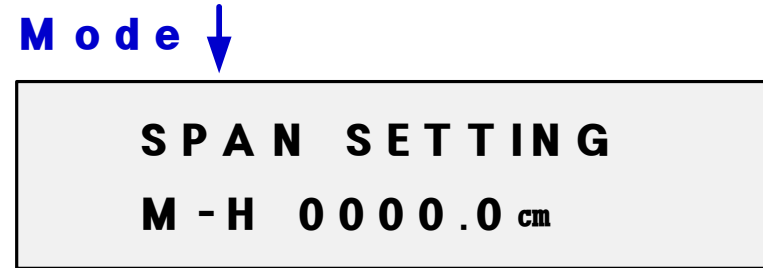 Mode
SPAN SETTING
M-H 0000.0㎝